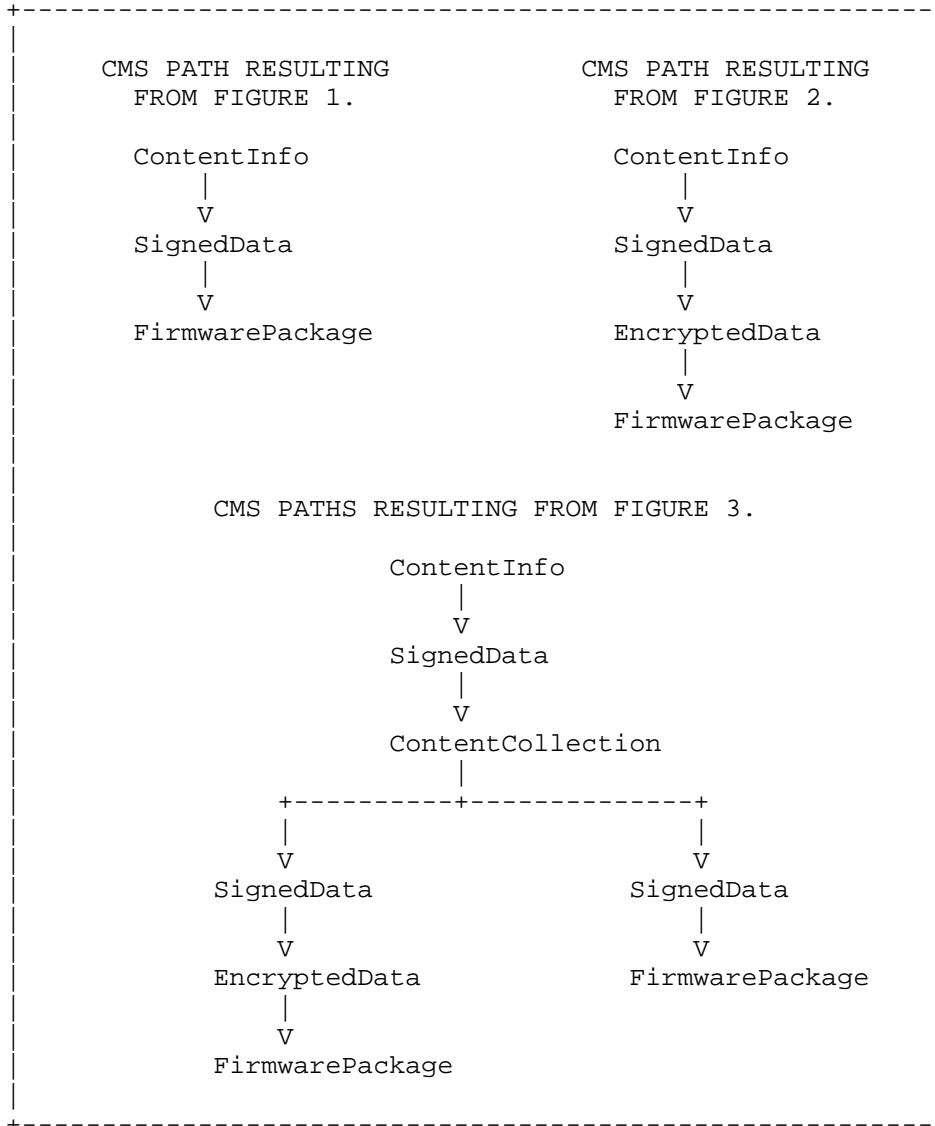 CMS PATH RESULTING CMS PATH RESULTING
FROM FIGURE 1. FROM FIGURE 2.
ContentInfo ContentInfo
| |
V V
SignedData SignedData
| |
V V
FirmwarePackage EncryptedData
|
V
FirmwarePackage
CMS PATHS RESULTING FROM FIGURE 3.
ContentInfo
|
V
SignedData
|
V
ContentCollection
|
+----------+--------------+
| |
V V
SignedData SignedData
| |
V V
EncryptedData FirmwarePackage
|
V
FirmwarePackage